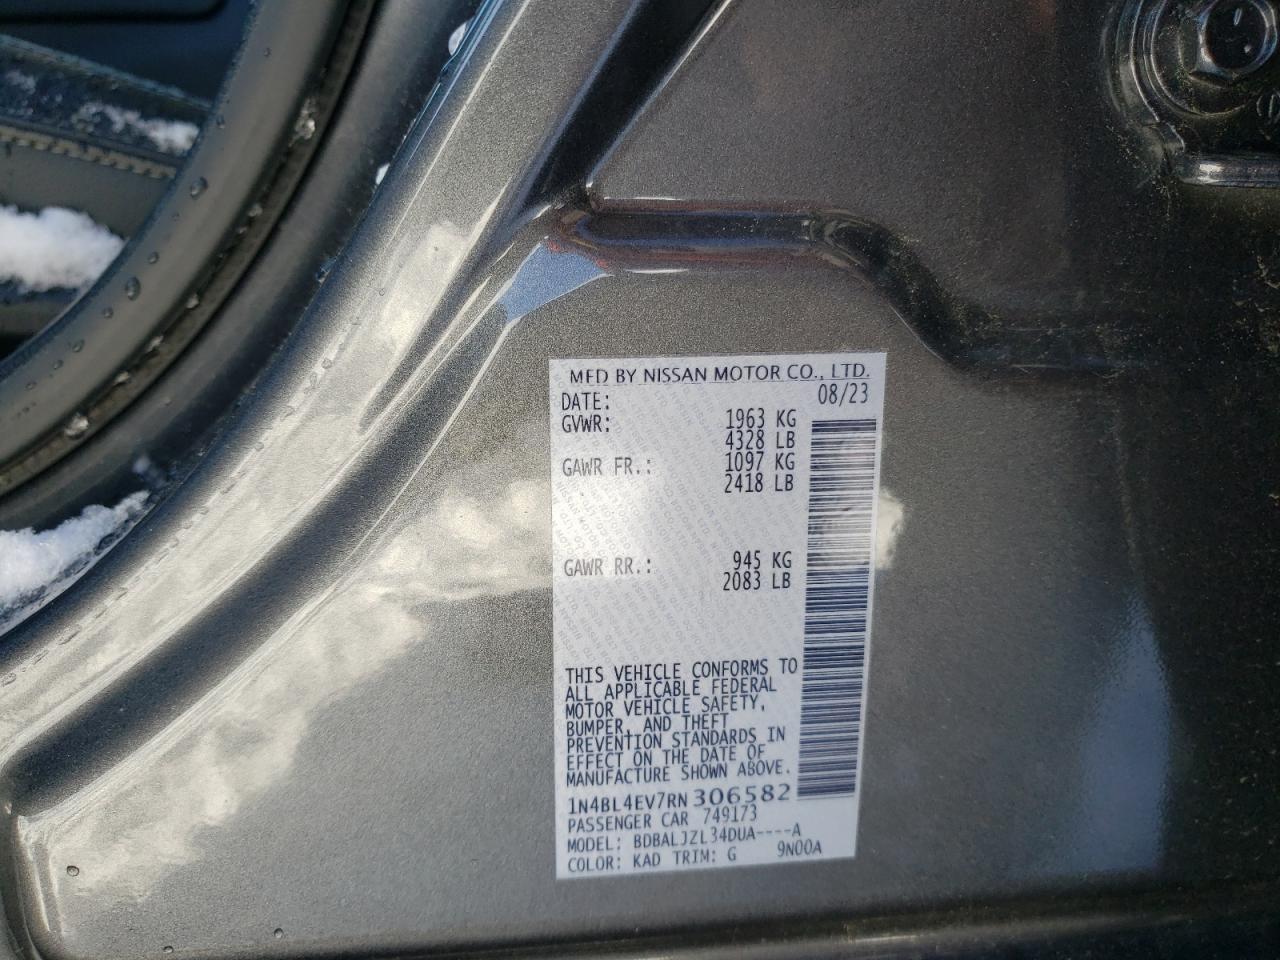 MFD BY NISSAN MOTOR CO., LTD.
DATE: 08/23
GVWR: 1963 KG
4328 LB
GAWR FR.: 1097 KG
2418 LB
GAWR RR.: 945 KG
2083 LB
THIS VEHICLE CONFORMS TO
ALL APPLICABLE FEDERAL
MOTOR VEHICLE SAFETY,
BUMPER, AND THEFT
PREVENTION STANDARDS IN
EFFECT ON THE DATE OF
MANUFACTURE SHOWN ABOVE.
1N4BL4EV7RN306582
PASSENGER CAR 749173
MODEL: BDBALJZL34DUA----A
COLOR: KAD TRIM: G 9N00A